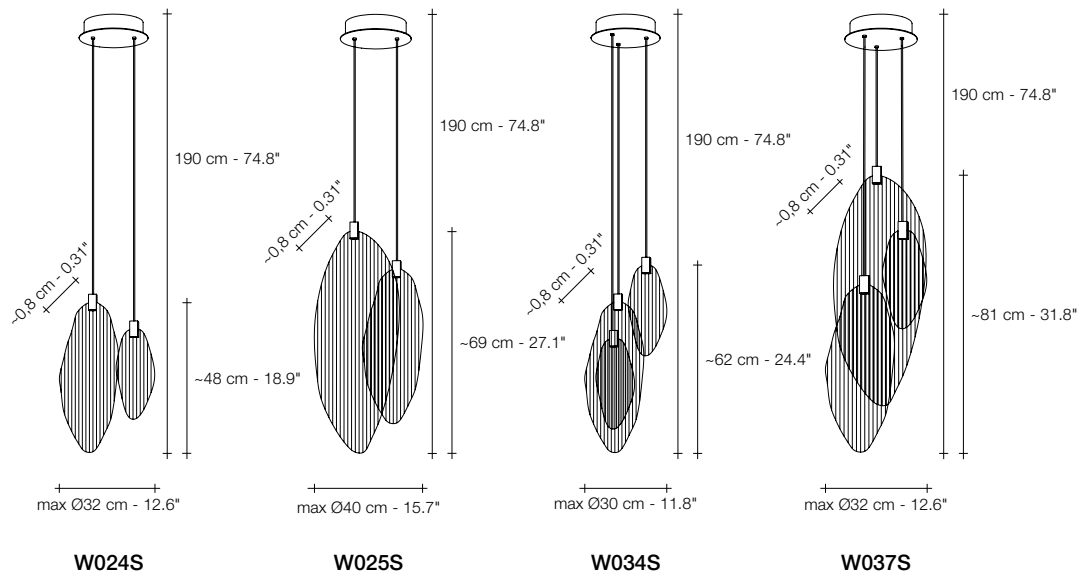 190 cm - 74.8"
~0,8 cm - 0.31"
~48 cm - 18.9"
max Ø32 cm - 12.6"
W024S
190 cm - 74.8"
~0,8 cm - 0.31"
~69 cm - 27.1"
max Ø40 cm - 15.7"
W025S
190 cm - 74.8"
~0,8 cm - 0.31"
~62 cm - 24.4"
max Ø30 cm - 11.8"
W034S
190 cm - 74.8"
~0,8 cm - 0.31"
~81 cm - 31.8"
max Ø32 cm - 12.6"
W037S